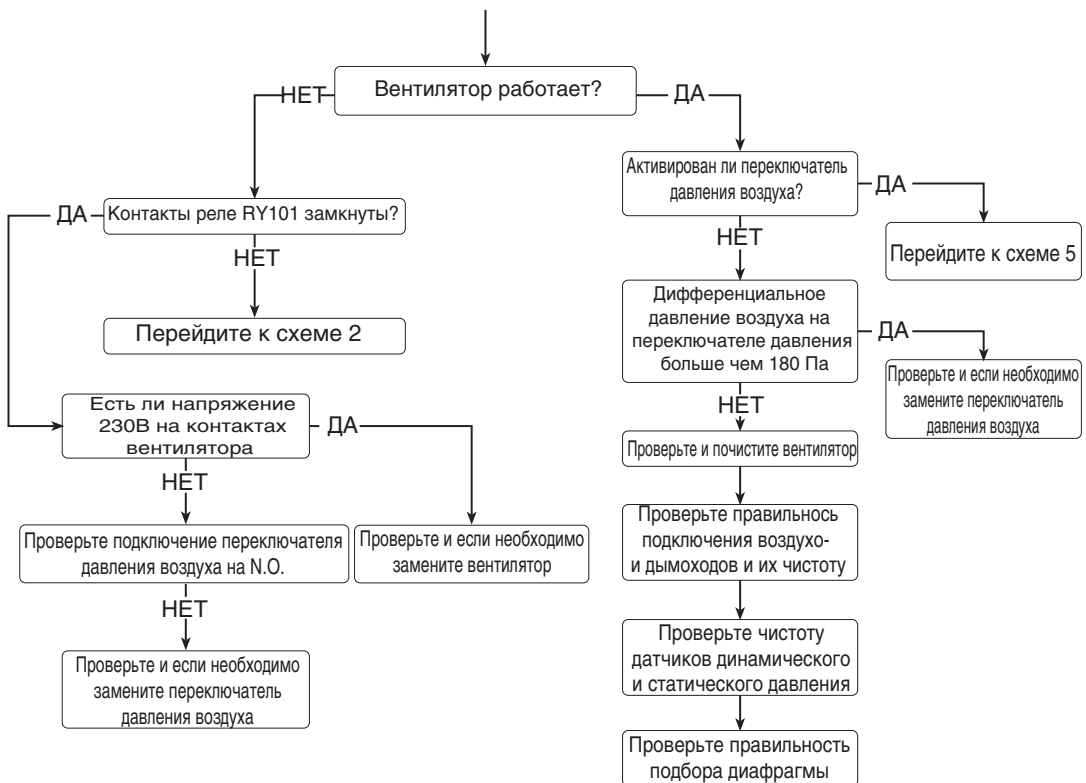 Вентилятор работает?
НЕТ
ДА
Контакты реле RY101 замкнуты?
ДА
НЕТ
Перейдите к схеме 2
Есть ли напряжение
230В на контактах
вентилятора
ДА
НЕТ
Проверьте подключение переключателя
давления воздуха на N.O.
Проверьте и если необходимо
замените вентилятор
НЕТ
Проверьте и если необходимо
замените переключатель
давления воздуха
Активирован ли переключатель
давления воздуха?
ДА
Перейдите к схеме 5
НЕТ
Дифференциальное
давление воздуха на
переключателе давления
больше чем 180 Па
ДА
Проверьте и если необходимо
замените переключатель
давления воздуха
НЕТ
Проверьте и почистите вентилятор
Проверьте правильнось
подключения воздухо-
и дымоходов и их чистоту
Проверьте чистоту
датчиков динамического
и статического давления
Проверьте правильность
подбора диафрагмы